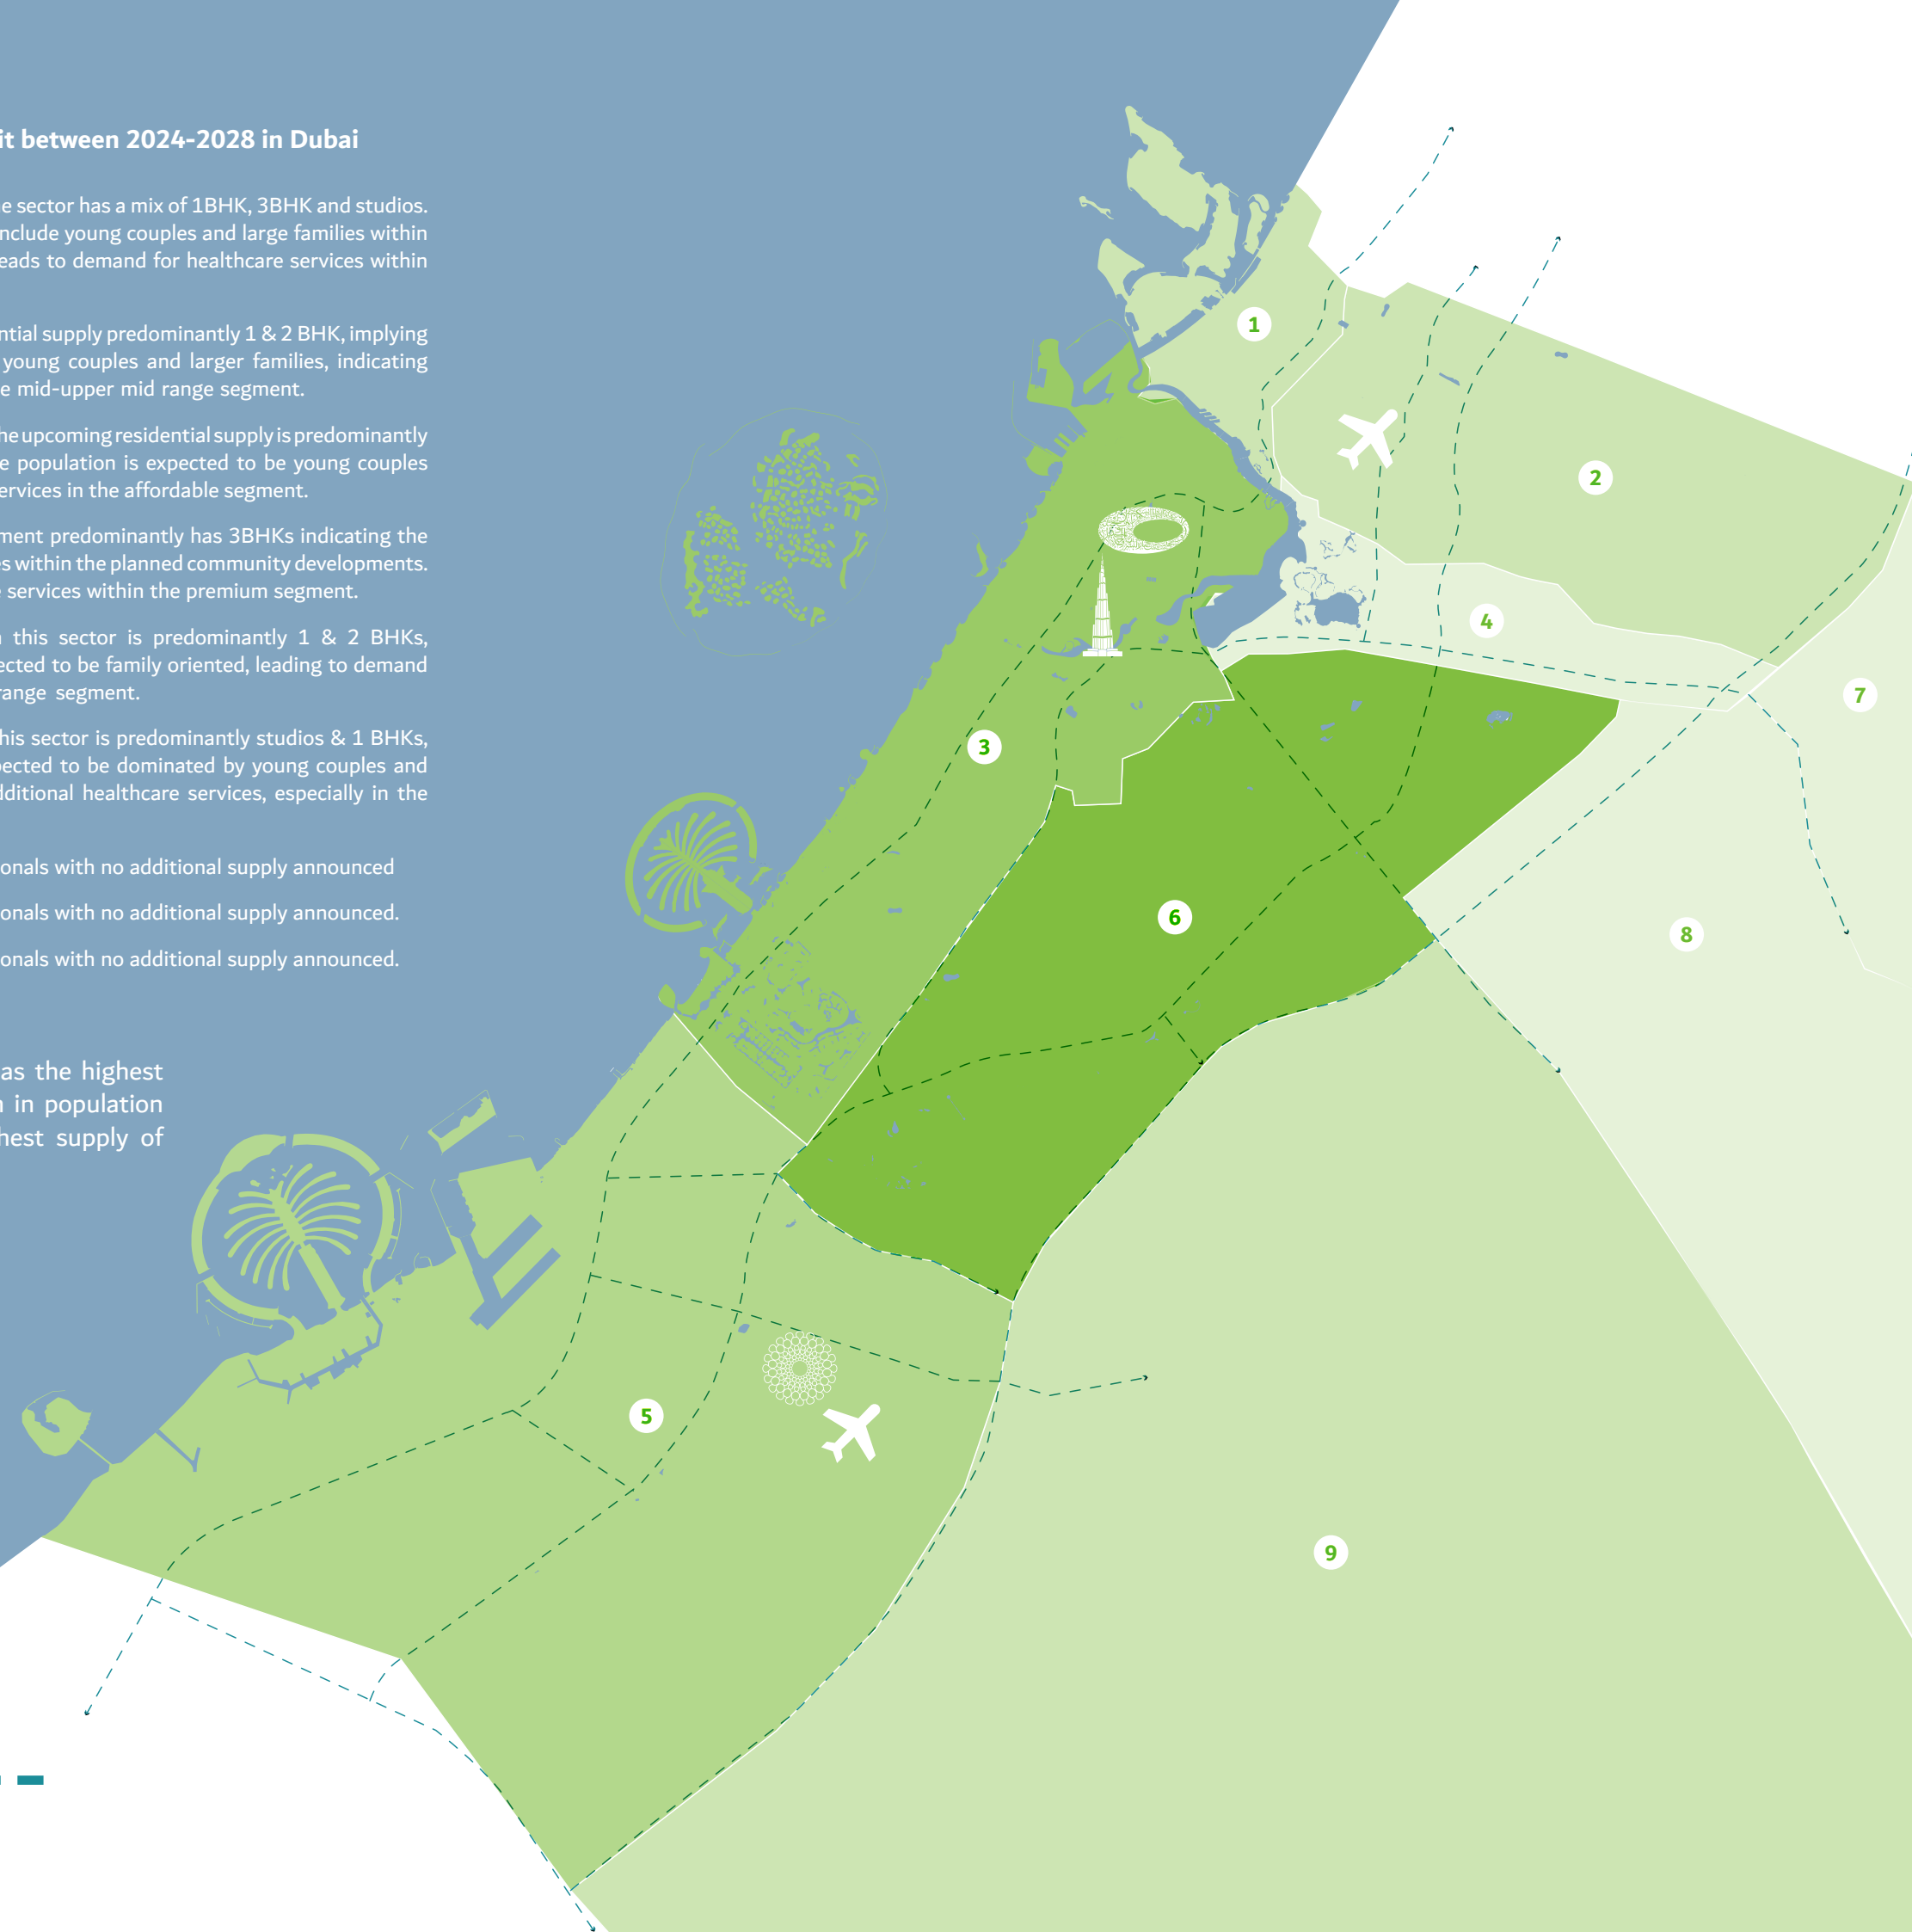 it between 2024-2028 in Dubai
e sector has a mix of 1BHK, 3BHK and studios.
nclude young couples and large families within
eads to demand for healthcare services within
ntial supply predominantly 1 & 2 BHK, implying
young couples and larger families, indicating
e mid-upper mid range segment.
he upcoming residential supply is predominantly
e population is expected to be young couples
ervices in the affordable segment.
ment predominantly has 3BHKs indicating the
es within the planned community developments.
e services within the premium segment.
n this sector is predominantly 1 & 2 BHKs,
ected to be family oriented, leading to demand
range segment.
his sector is predominantly studios & 1 BHKs,
pected to be dominated by young couples and
dditional healthcare services, especially in the
onals with no additional supply announced
onals with no additional supply announced.
onals with no additional supply announced.
as the highest
n in population
hest supply of
1
2
3
4
5
6
7
8
9